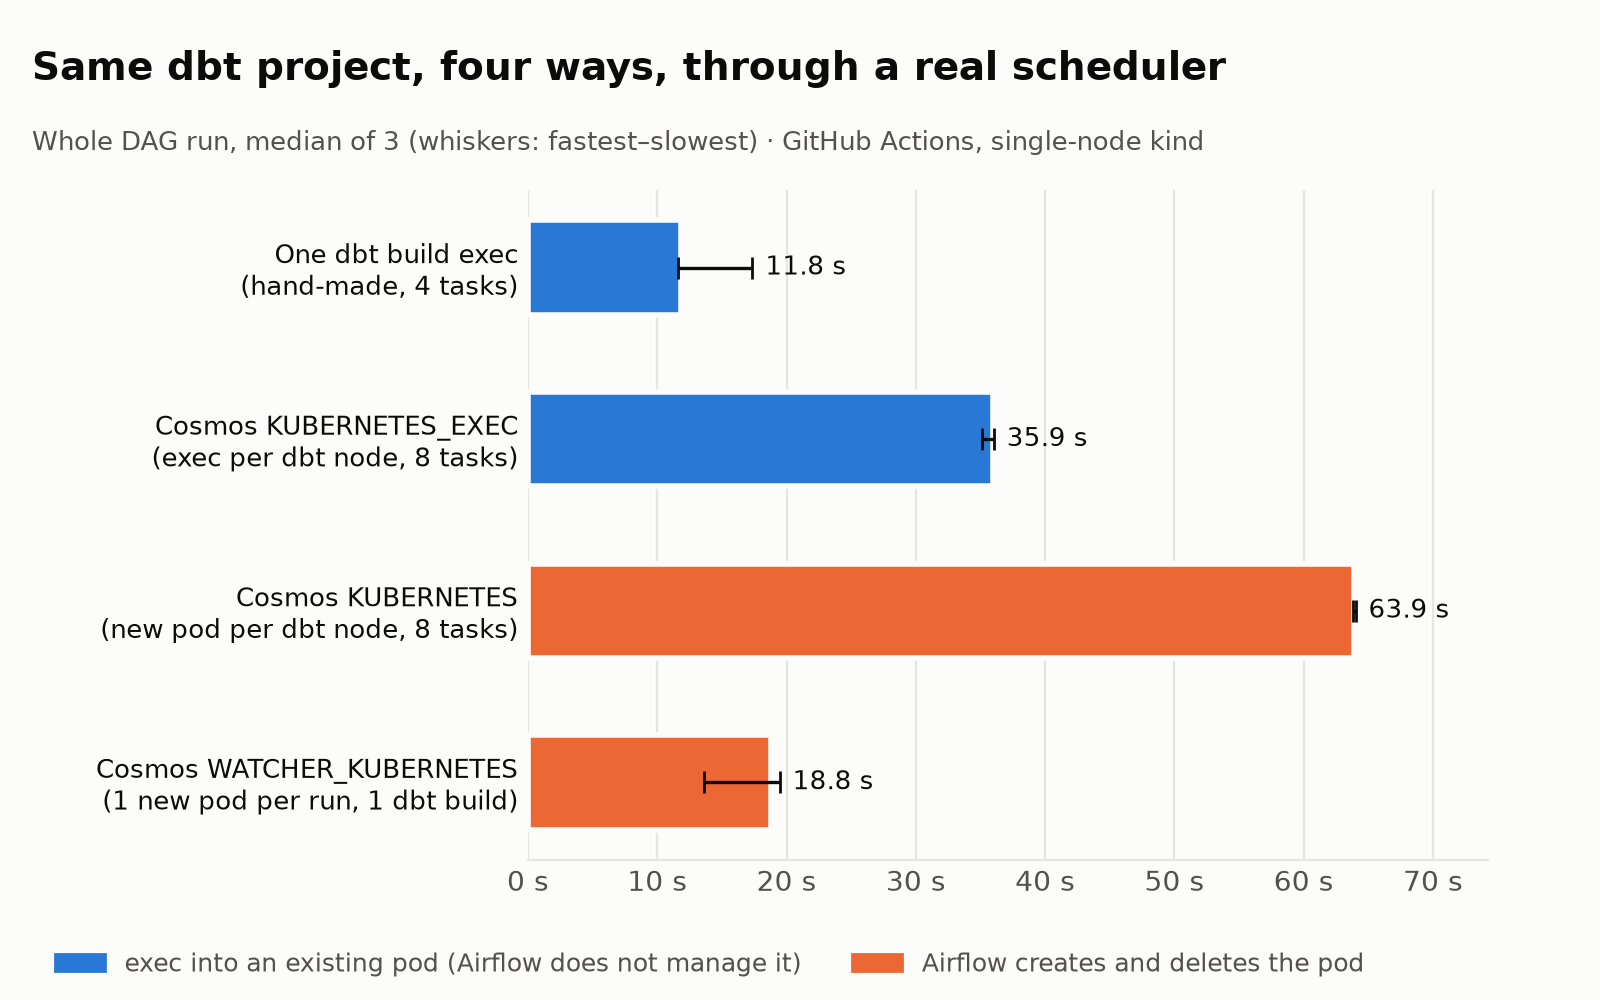 Same dbt project, four ways, through a real scheduler
Whole DAG run, median of 3 (whiskers: fastest–slowest) · GitHub Actions, single-node kind
One dbt build exec
(hand-made, 4 tasks)
11.8 s
Cosmos KUBERNETES_EXEC
(exec per dbt node, 8 tasks)
35.9 s
Cosmos KUBERNETES
(new pod per dbt node, 8 tasks)
63.9 s
Cosmos WATCHER_KUBERNETES
(1 new pod per run, 1 dbt build)
18.8 s
0 s 10 s 20 s 30 s 40 s 50 s 60 s 70 s
exec into an existing pod (Airflow does not manage it) Airflow creates and deletes the pod